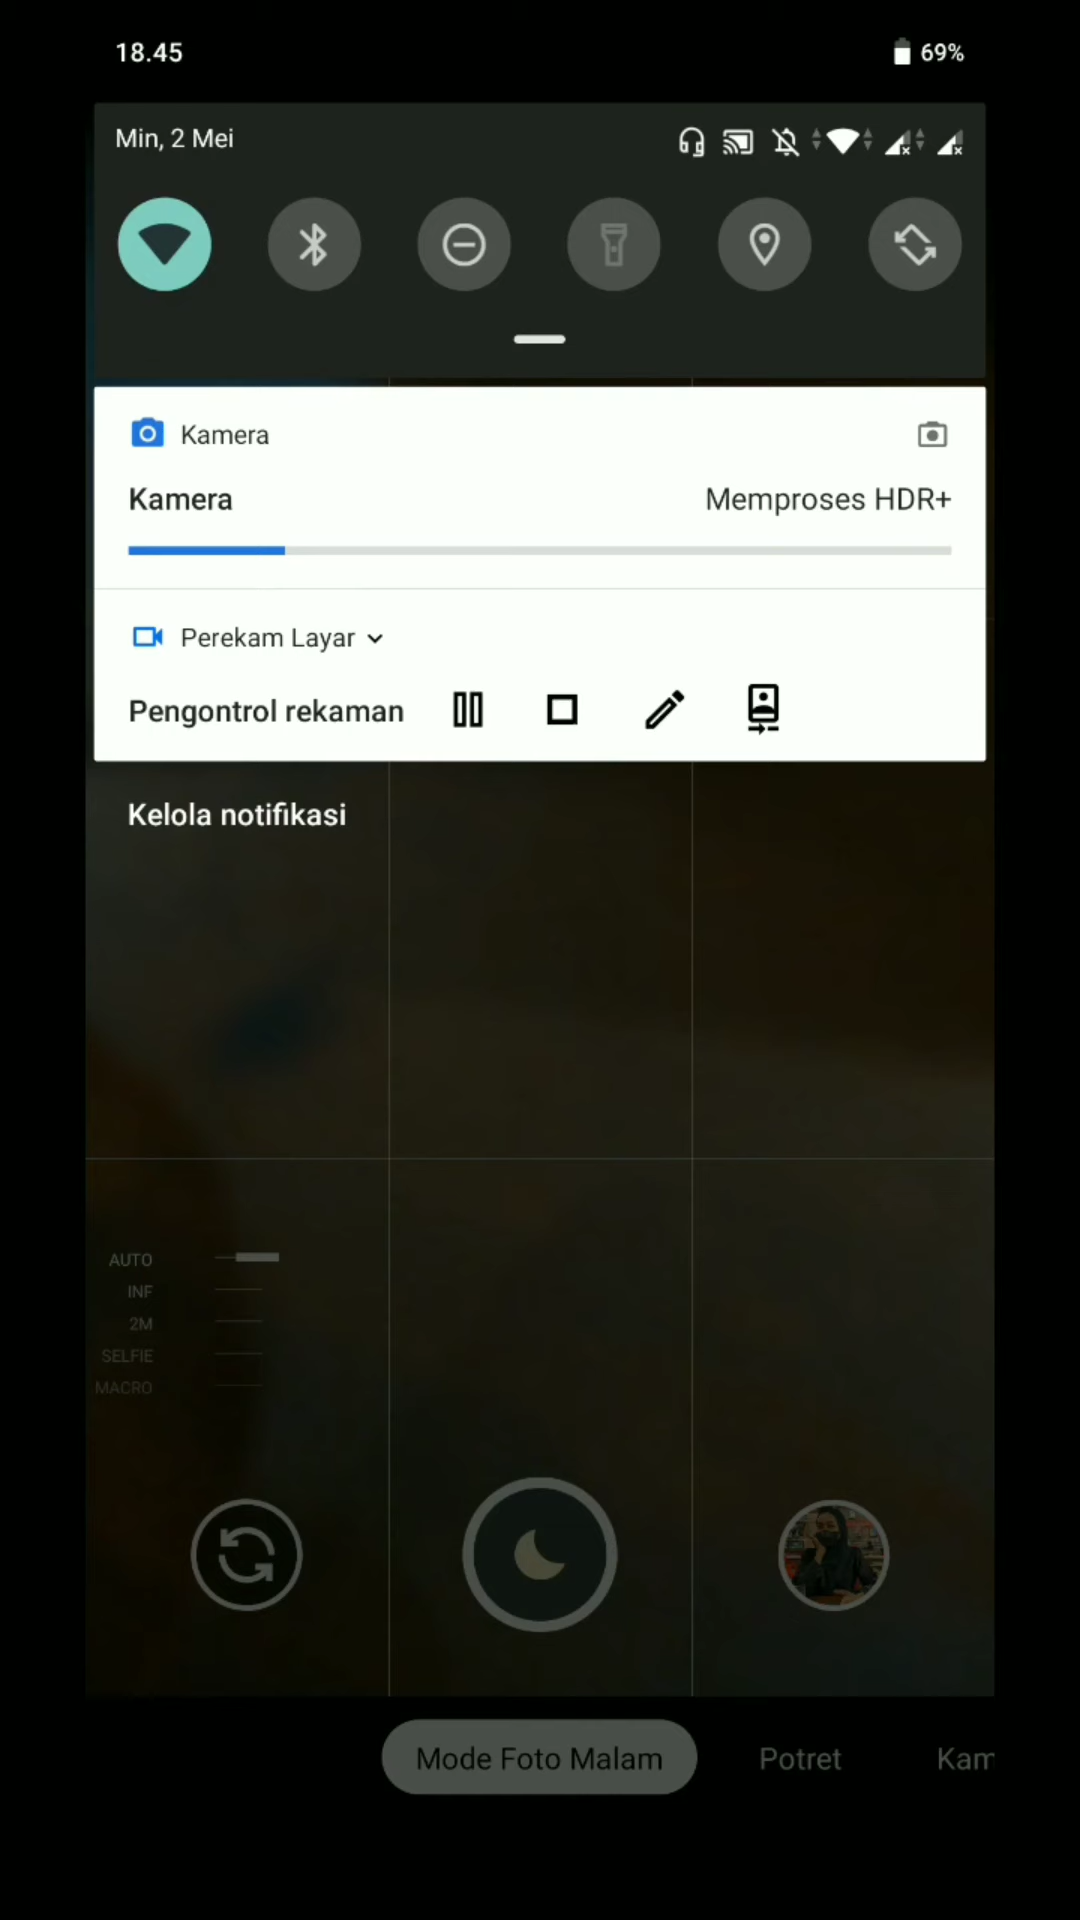 18.45
69%
Min, 2 Mei
Kamera
Kamera
Memproses HDR+
Perekam Layar
Pengontrol rekaman
Kelola notifikasi
AUTO
INF
2M
SELFIE
MACRO
Mode Foto Malam
Potret
Kam